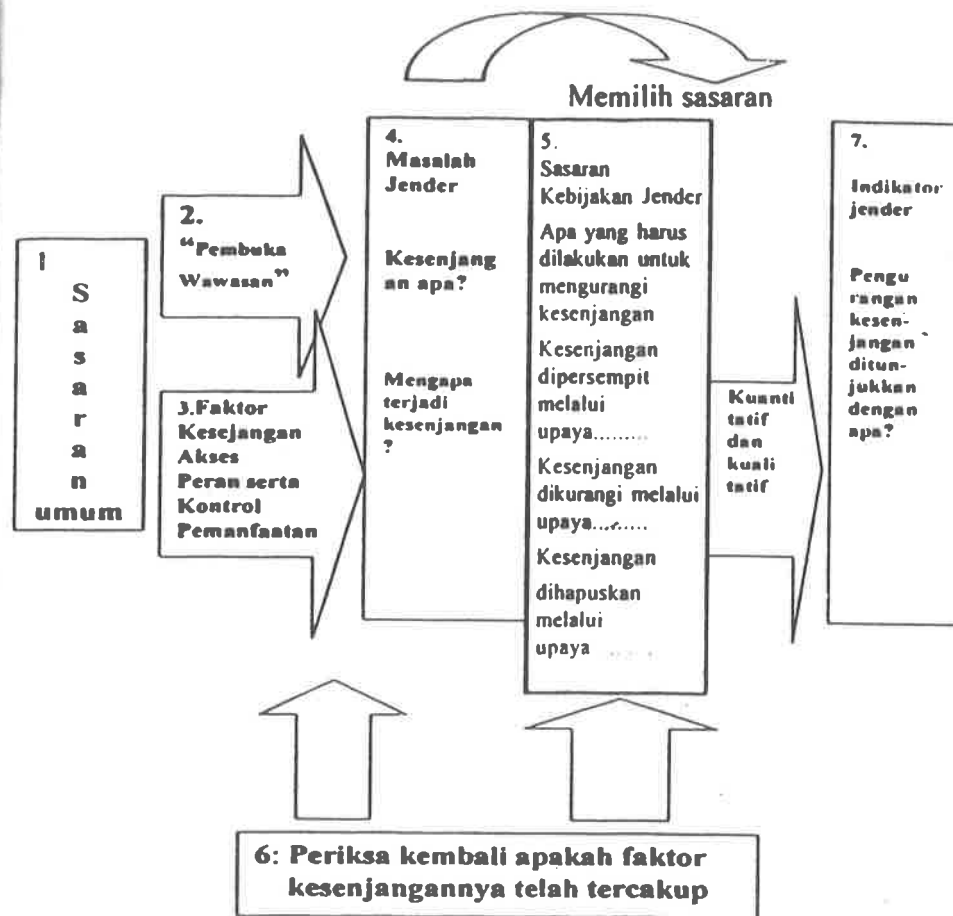 Memilih sasaran
1
S
a
s
a
r
a
n
umum
2.
“Pembuka
Wawasan”
3.Faktor
Kesejangan
Akses
Peran serta
Kontrol
Pemanfaatan
4.
Masalah
Jender
Kesenjang
an apa?
Mengapa
terjadi
kesenjangan
?
5.
Sasaran
Kebijakan Jender
Apa yang harus
dilakukan untuk
mengurangi
kesenjangan
Kesenjangan
dipersempit
melalui
upaya.........
Kesenjangan
dikurangi melalui
upaya.........
Kesenjangan
dihapuskan
melalui
upaya ........
6: Periksa kembali apakah faktor
kesenjangannya telah tercakup
Kuanti
tatif
dan
kuali
tatif
7.
Indikator
jender
Pengu
rangan
kesen-
jangan
ditun-
jukkan
dengan
apa?